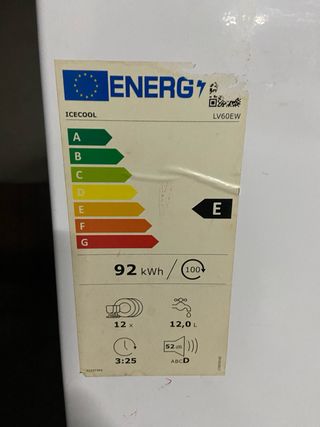 ENERG
ICECOOL LV60EW
A
B
C
D
E
E
F
G
92 kWh / 100
12 x
12,0 L
3:25
52 dB
ABCD